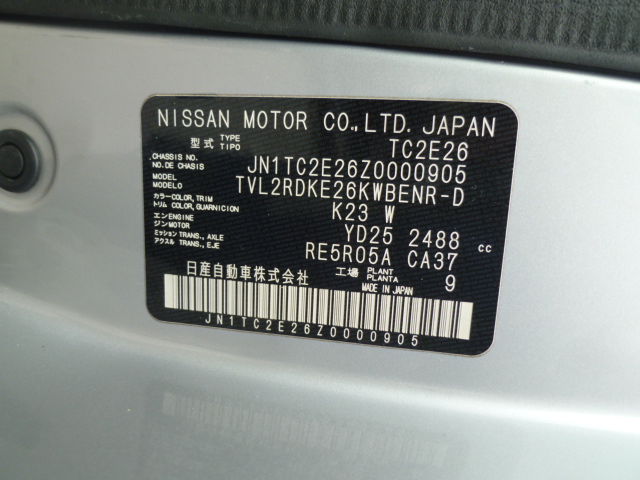 NISSAN MOTOR CO.,LTD. JAPAN
型式 TYPE TIPO TC2E26
CHASSIS NO. NO.DE CHASIS JN1TC2E26Z0000905
MODEL MODELO TVL2RDKE26KWBENR-D
カラー COLOR, TRIM トリム COLOR, GUARNICION K23 W
エンジン ENGINE MOTOR YD25 2488 cc
ミッション TRANS., AXLE アクスル TRANS., EJE RE5R05A CA37
日産自動車株式会社 工場 PLANT PLANTA 9
MADE IN JAPAN
JN1TC2E26Z0000905